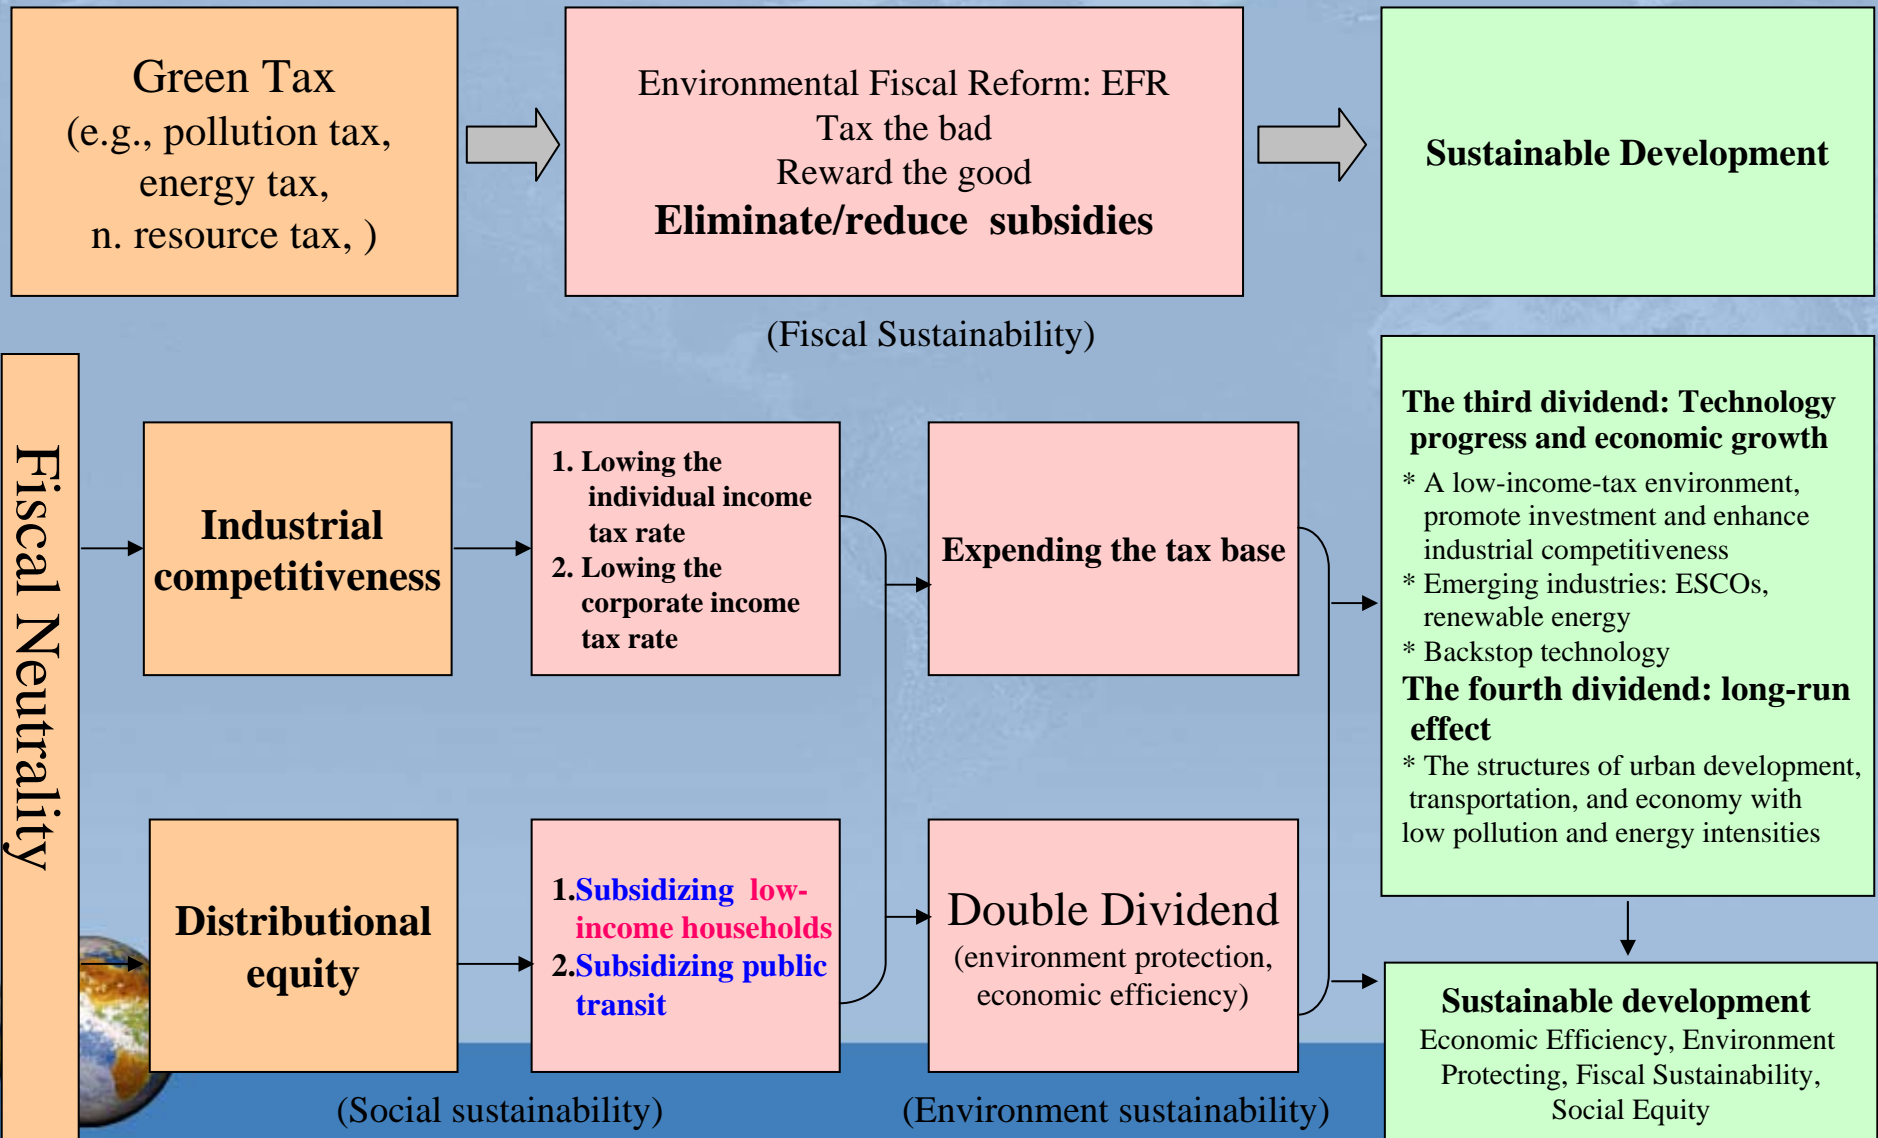 Green Tax
(e.g., pollution tax,
energy tax,
n. resource tax, )
Environmental Fiscal Reform: EFR
Tax the bad
Reward the good
Eliminate/reduce subsidies
Sustainable Development
(Fiscal Sustainability)
Fiscal Neutrality
Industrial
competitiveness
1. Lowing the
individual income
tax rate
2. Lowing the
corporate income
tax rate
Expending the tax base
The third dividend: Technology
progress and economic growth
* A low-income-tax environment,
promote investment and enhance
industrial competitiveness
* Emerging industries: ESCOs,
renewable energy
* Backstop technology
The fourth dividend: long-run
effect
* The structures of urban development,
transportation, and economy with
low pollution and energy intensities
Distributional
equity
1.Subsidizing low-
income households
2.Subsidizing public
transit
Double Dividend
(environment protection,
economic efficiency)
Sustainable development
Economic Efficiency, Environment
Protecting, Fiscal Sustainability,
Social Equity
(Social sustainability)
(Environment sustainability)